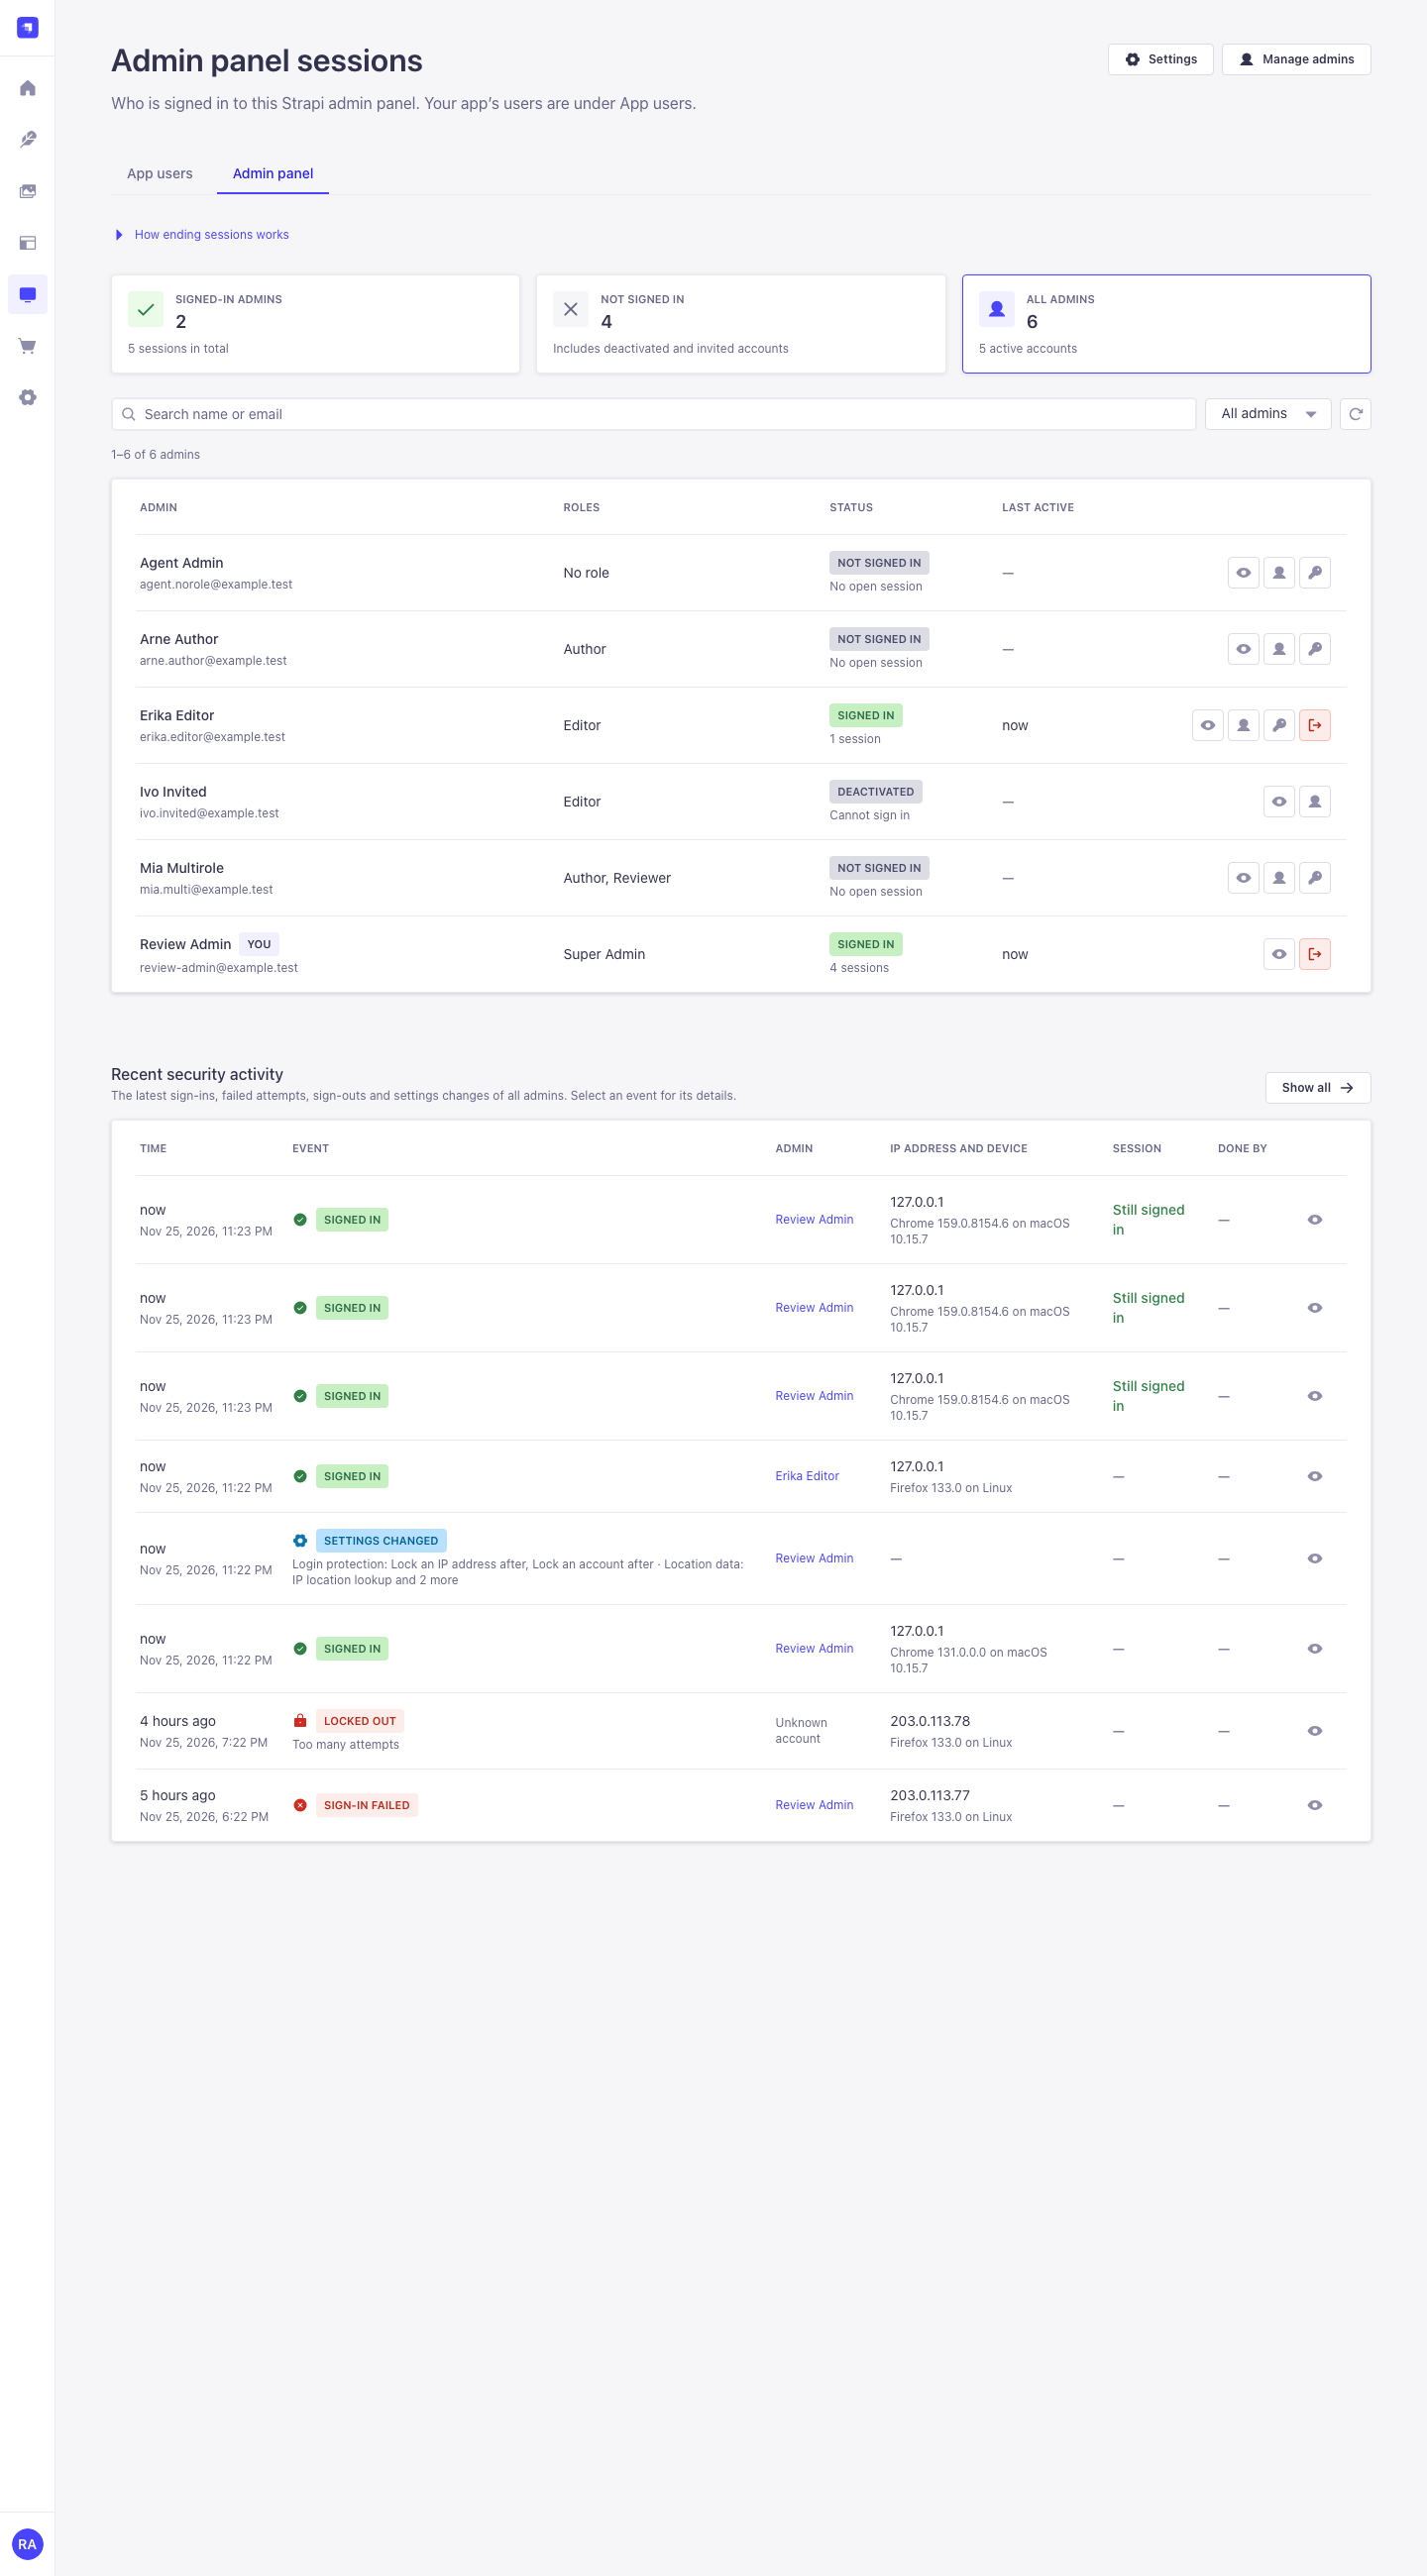 Admin panel sessions
Settings
Manage admins
Who is signed in to this Strapi admin panel. Your app’s users are under App users.
App users
Admin panel
How ending sessions works
SIGNED-IN ADMINS
2
5 sessions in total
NOT SIGNED IN
4
Includes deactivated and invited accounts
ALL ADMINS
6
5 active accounts
Search name or email
All admins
1–6 of 6 admins
ADMIN ROLES STATUS LAST ACTIVE
Agent Admin
agent.norole@example.test
No role
NOT SIGNED IN
No open session
—
Arne Author
arne.author@example.test
Author
NOT SIGNED IN
No open session
—
Erika Editor
erika.editor@example.test
Editor
SIGNED IN
1 session
now
Ivo Invited
ivo.invited@example.test
Editor
DEACTIVATED
Cannot sign in
—
Mia Multirole
mia.multi@example.test
Author, Reviewer
NOT SIGNED IN
No open session
—
Review Admin YOU
review-admin@example.test
Super Admin
SIGNED IN
4 sessions
now
Recent security activity
The latest sign-ins, failed attempts, sign-outs and settings changes of all admins. Select an event for its details.
Show all
TIME EVENT ADMIN IP ADDRESS AND DEVICE SESSION DONE BY
now
Nov 25, 2026, 11:23 PM
SIGNED IN
Review Admin
127.0.0.1
Chrome 159.0.8154.6 on macOS
10.15.7
Still signed
in
—
now
Nov 25, 2026, 11:23 PM
SIGNED IN
Review Admin
127.0.0.1
Chrome 159.0.8154.6 on macOS
10.15.7
Still signed
in
—
now
Nov 25, 2026, 11:23 PM
SIGNED IN
Review Admin
127.0.0.1
Chrome 159.0.8154.6 on macOS
10.15.7
Still signed
in
—
now
Nov 25, 2026, 11:22 PM
SIGNED IN
Erika Editor
127.0.0.1
Firefox 133.0 on Linux
—
—
now
Nov 25, 2026, 11:22 PM
SETTINGS CHANGED
Login protection: Lock an IP address after, Lock an account after · Location data:
IP location lookup and 2 more
Review Admin
—
—
—
now
Nov 25, 2026, 11:22 PM
SIGNED IN
Review Admin
127.0.0.1
Chrome 131.0.0.0 on macOS
10.15.7
—
—
4 hours ago
Nov 25, 2026, 7:22 PM
LOCKED OUT
Too many attempts
Unknown
account
203.0.113.78
Firefox 133.0 on Linux
—
—
5 hours ago
Nov 25, 2026, 6:22 PM
SIGN-IN FAILED
Review Admin
203.0.113.77
Firefox 133.0 on Linux
—
—
RA